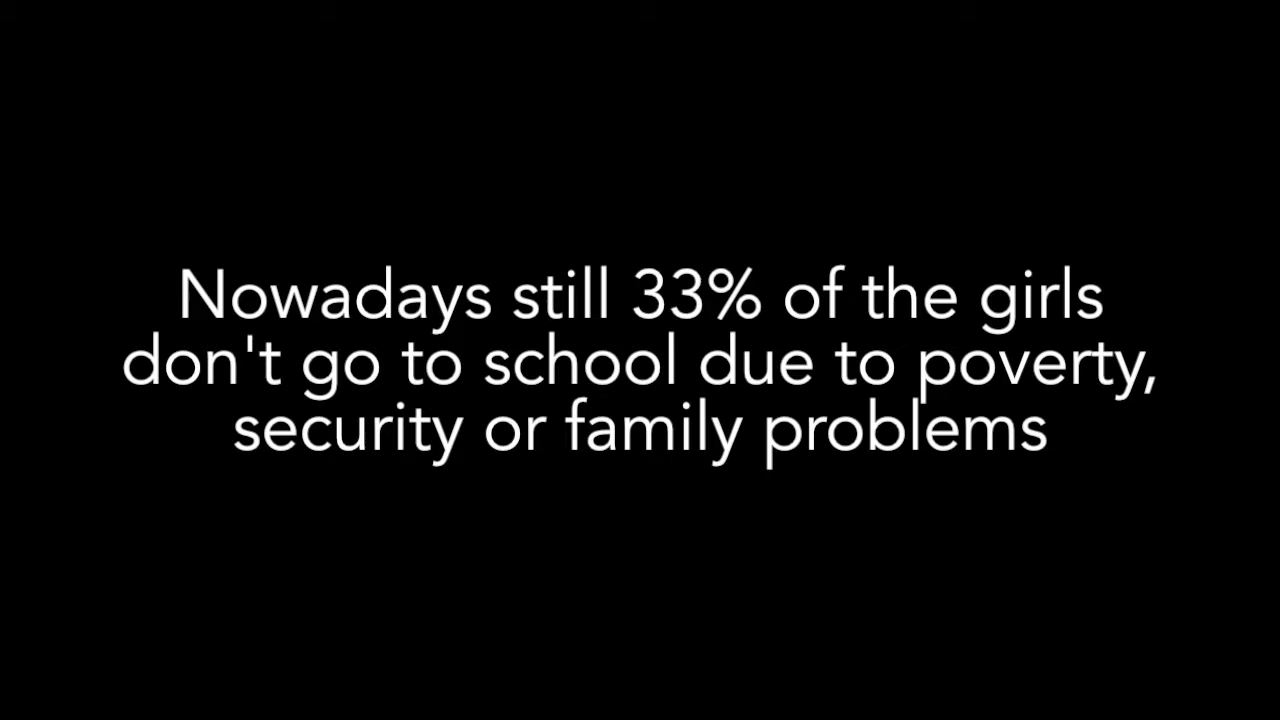 Nowadays still 33% of the girls
don't go to school due to poverty,
security or family problems